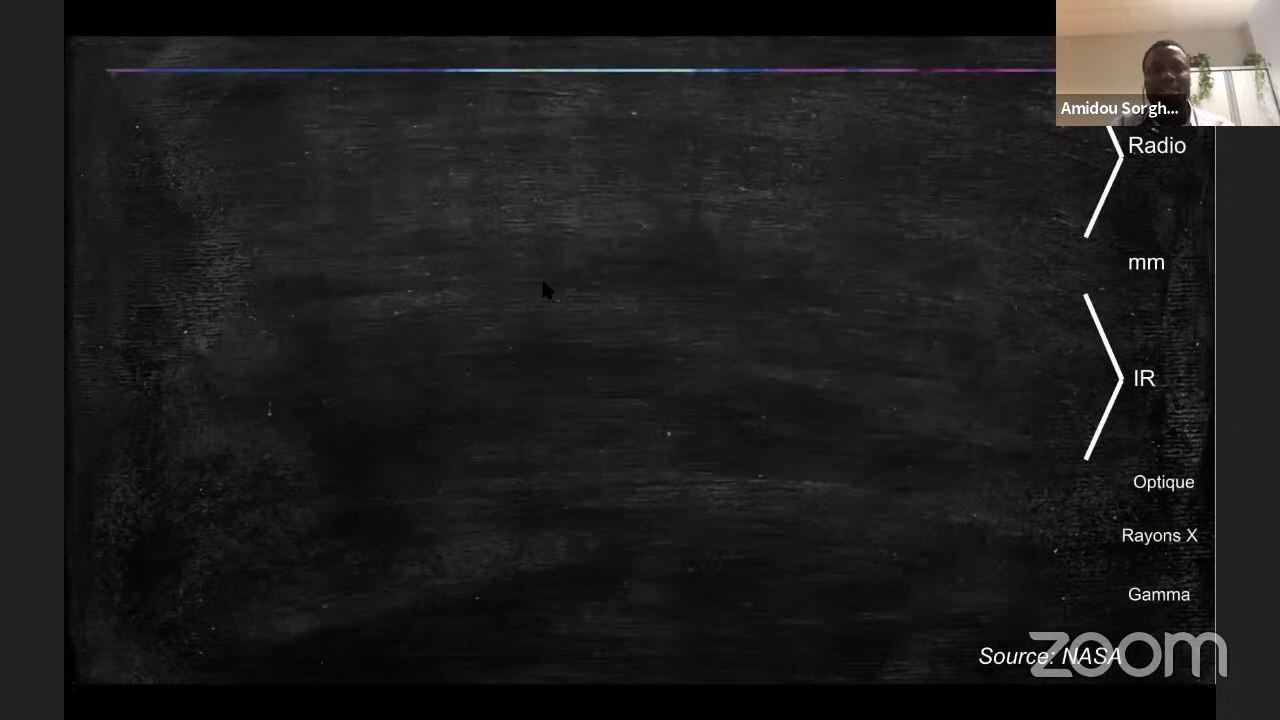 Amidou Sorgh...
Radio
mm
IR
Optique
Rayons X
Gamma
Source: NASA
zoom